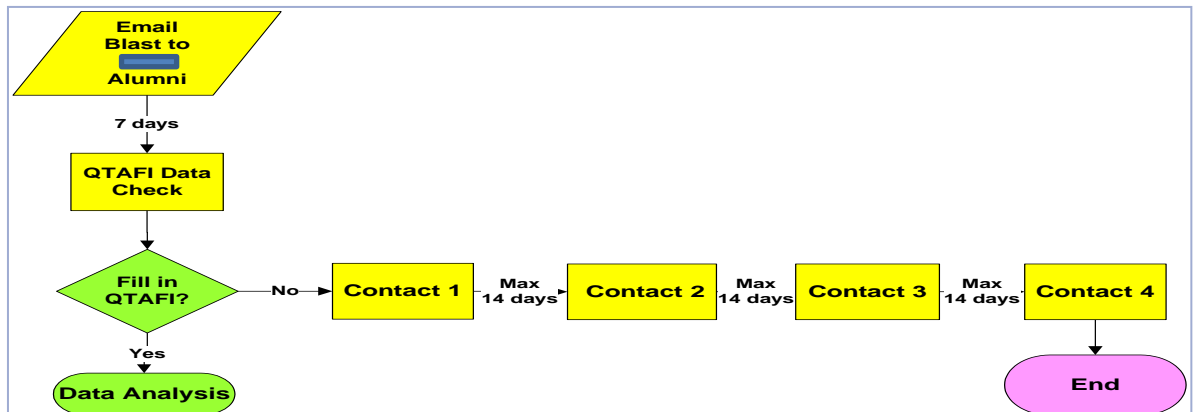 Email
Blast to
Alumni
7 days
QTAFI Data
Check
Fill in
QTAFI?
No
Contact 1
Max
14 days
Contact 2
Max
14 days
Contact 3
Max
14 days
Contact 4
Yes
Data Analysis
End